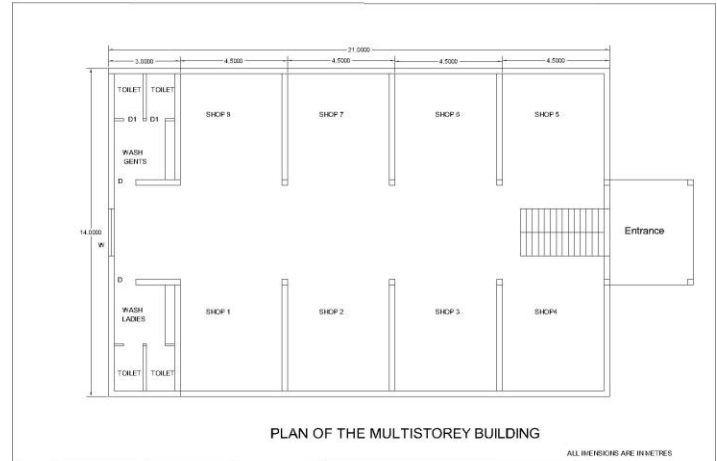 21.0000
3.0000 4.5000 4.5000 4.5000 4.5000
TOILET TOILET
D1 D1
SHOP 8 SHOP 7 SHOP 6 SHOP 5
WASH
GENTS
D
14.0000
W
Entrance
D
WASH
LADIES
SHOP 1 SHOP 2 SHOP 3 SHOP4
TOILET TOILET
PLAN OF THE MULTISTOREY BUILDING
ALL IMENSIONS ARE IN METRES